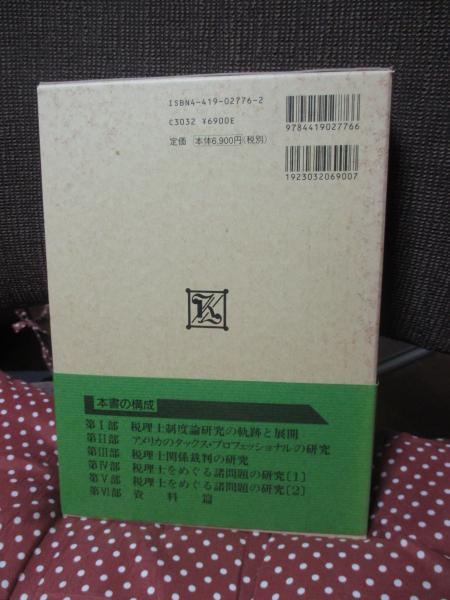 ISBN4-419-02776-2
C3032 ¥6900E
定価 本体6,900円(税別)
9784419027766
1923032069007
K
本書の構成
第Ⅰ部 税理士制度論研究の軌跡と展開
第Ⅱ部 アメリカのタックス・プロフェッショナルの研究
第Ⅲ部 税理士関係裁判の研究
第Ⅳ部 税理士をめぐる諸問題の研究〔1〕
第Ⅴ部 税理士をめぐる諸問題の研究〔2〕
第Ⅵ部 資料篇